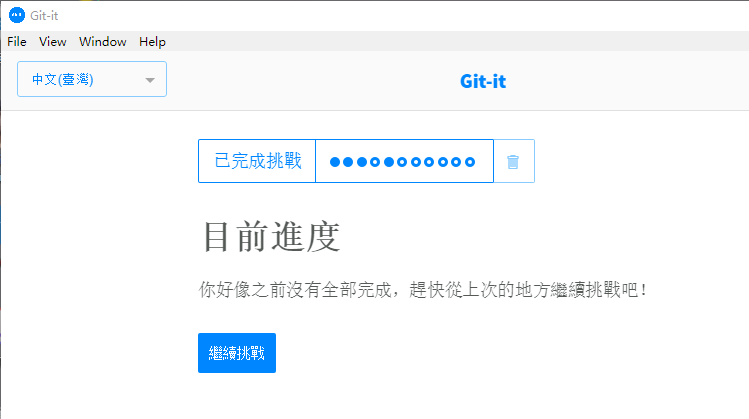 Git-it
File View Window Help
中文(臺灣)
Git-it
已完成挑戰
目前進度
你好像之前沒有全部完成，趕快從上次的地方繼續挑戰吧！
繼續挑戰